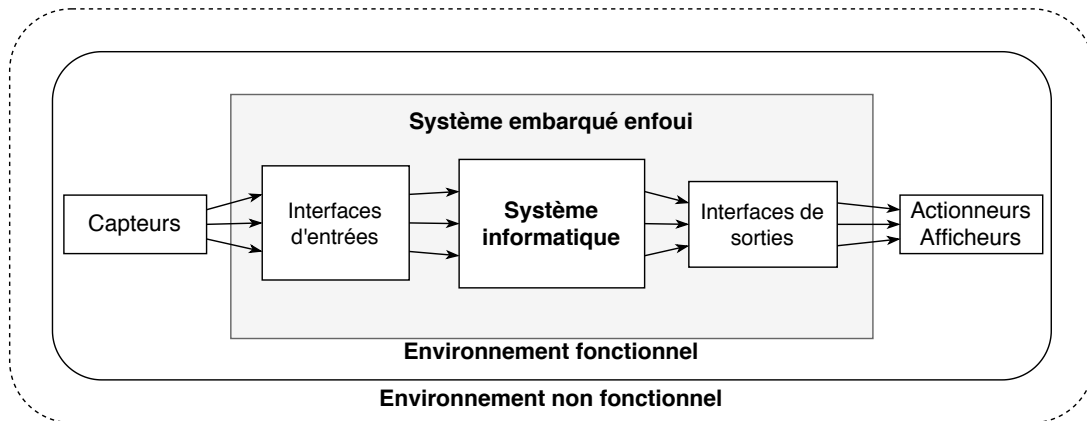 Système embarqué enfoui
Capteurs
Interfaces
d'entrées
Système
informatique
Interfaces de
sorties
Actionneurs
Afficheurs
Environnement fonctionnel
Environnement non fonctionnel